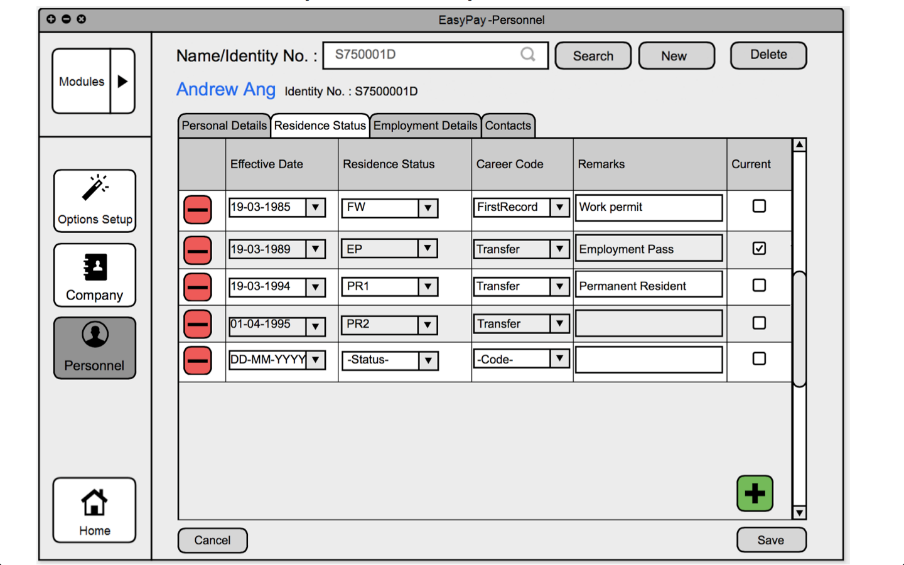 EasyPay -Personnel
Modules
Name/Identity No. : S750001D Search New Delete
Andrew Ang Identity No. : S7500001D
Personal Details Residence Status Employment Details Contacts
Effective Date Residence Status Career Code Remarks Current
19-03-1985 FW FirstRecord Work permit
19-03-1989 EP Transfer Employment Pass
19-03-1994 PR1 Transfer Permanent Resident
01-04-1995 PR2 Transfer
DD-MM-YYYY -Status- -Code-
Options Setup
Company
Personnel
Home
Cancel Save